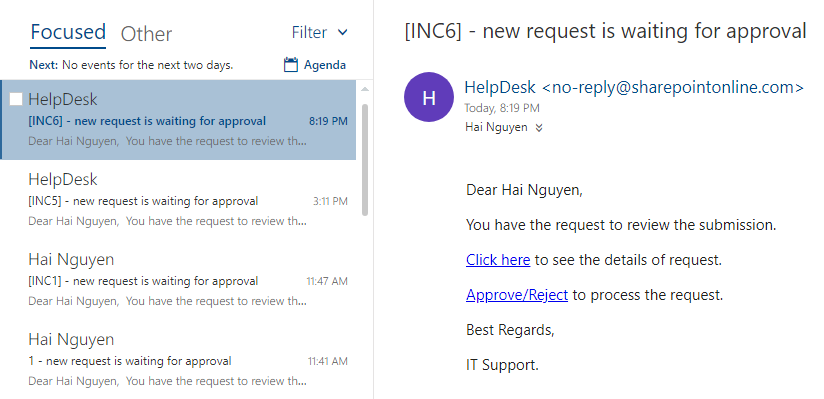 Focused Other Filter
Next: No events for the next two days. Agenda
HelpDesk
[INC6] - new request is waiting for approval 8:19 PM
Dear Hai Nguyen, You have the request to review th...
HelpDesk
[INC5] - new request is waiting for approval 3:11 PM
Dear Hai Nguyen, You have the request to review th...
Hai Nguyen
[INC1] - new request is waiting for approval 11:47 AM
Dear Hai Nguyen, You have the request to review th...
Hai Nguyen
1 - new request is waiting for approval 11:41 AM
Dear Hai Nguyen, You have the request to review th...
[INC6] - new request is waiting for approval
H
HelpDesk <no-reply@sharepointonline.com>
Today, 8:19 PM
Hai Nguyen
Dear Hai Nguyen,
You have the request to review the submission.
Click here to see the details of request.
Approve/Reject to process the request.
Best Regards,
IT Support.